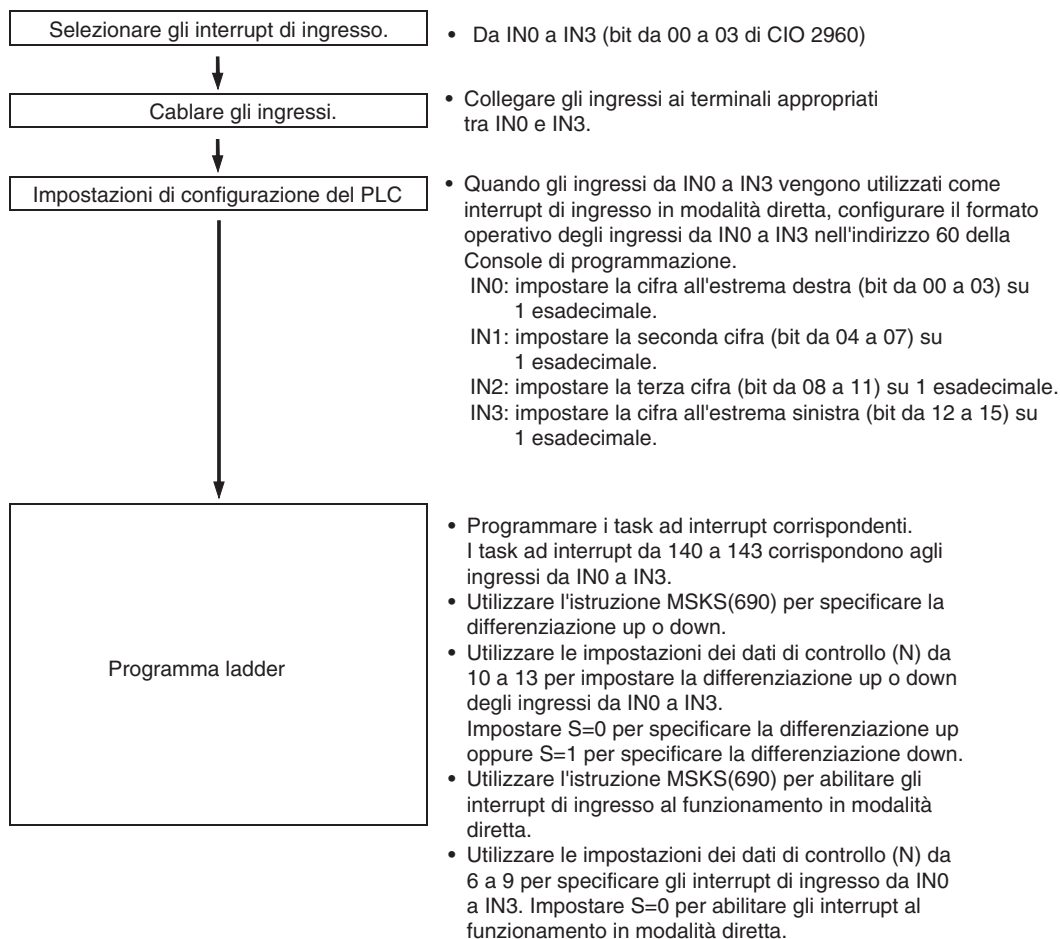 Selezionare gli interrupt di ingresso.
• Da IN0 a IN3 (bit da 00 a 03 di CIO 2960)
Cablare gli ingressi.
• Collegare gli ingressi ai terminali appropriati
tra IN0 e IN3.
Impostazioni di configurazione del PLC
• Quando gli ingressi da IN0 a IN3 vengono utilizzati come
interrupt di ingresso in modalità diretta, configurare il formato
operativo degli ingressi da IN0 a IN3 nell'indirizzo 60 della
Console di programmazione.
IN0: impostare la cifra all'estrema destra (bit da 00 a 03) su
1 esadecimale.
IN1: impostare la seconda cifra (bit da 04 a 07) su
1 esadecimale.
IN2: impostare la terza cifra (bit da 08 a 11) su 1 esadecimale.
IN3: impostare la cifra all'estrema sinistra (bit da 12 a 15) su
1 esadecimale.
Programma ladder
• Programmare i task ad interrupt corrispondenti.
I task ad interrupt da 140 a 143 corrispondono agli
ingressi da IN0 a IN3.
• Utilizzare l'istruzione MSKS(690) per specificare la
differenziazione up o down.
• Utilizzare le impostazioni dei dati di controllo (N) da
10 a 13 per impostare la differenziazione up o down
degli ingressi da IN0 a IN3.
Impostare S=0 per specificare la differenziazione up
oppure S=1 per specificare la differenziazione down.
• Utilizzare l'istruzione MSKS(690) per abilitare gli
interrupt di ingresso al funzionamento in modalità
diretta.
• Utilizzare le impostazioni dei dati di controllo (N) da
6 a 9 per specificare gli interrupt di ingresso da IN0
a IN3. Impostare S=0 per abilitare gli interrupt al
funzionamento in modalità diretta.